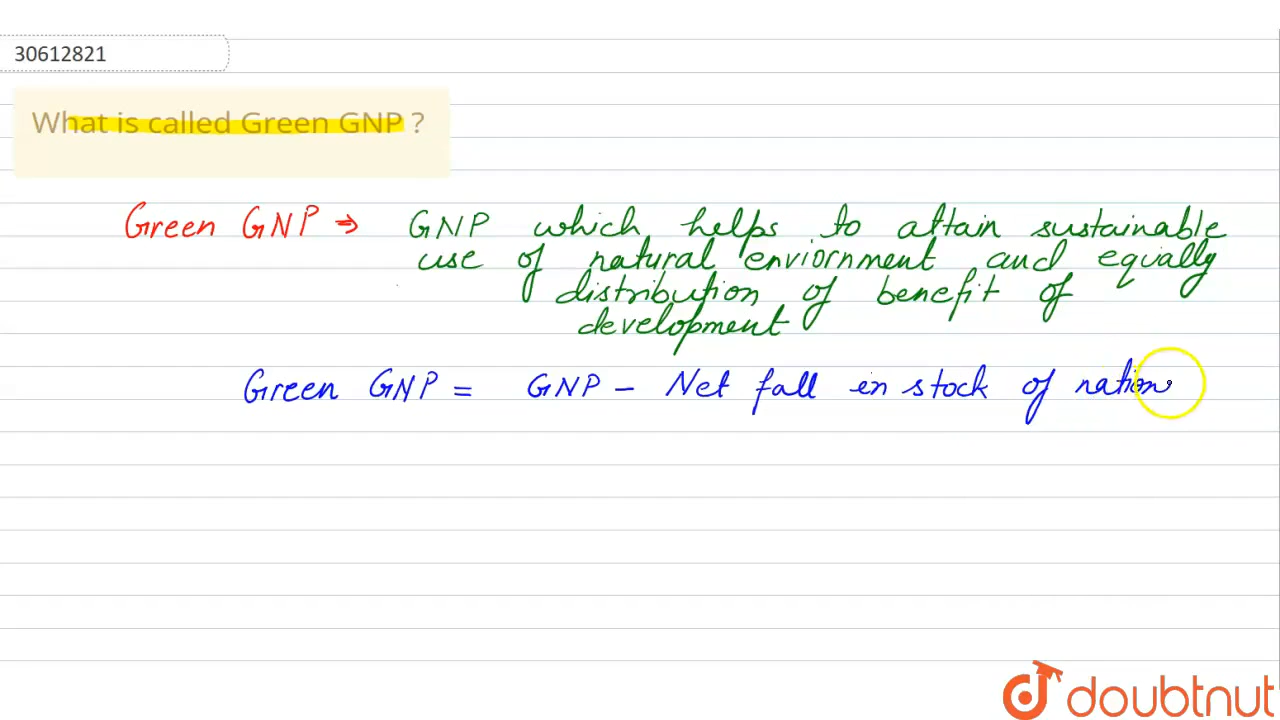 30612821
What is called Green GNP ?
Green GNP ⇒ GNP which helps to attain sustainable
use of natural enviornment and equally
distribution of benefit of
development
Green GNP = GNP - Net fall in stock of nation
doubtnut